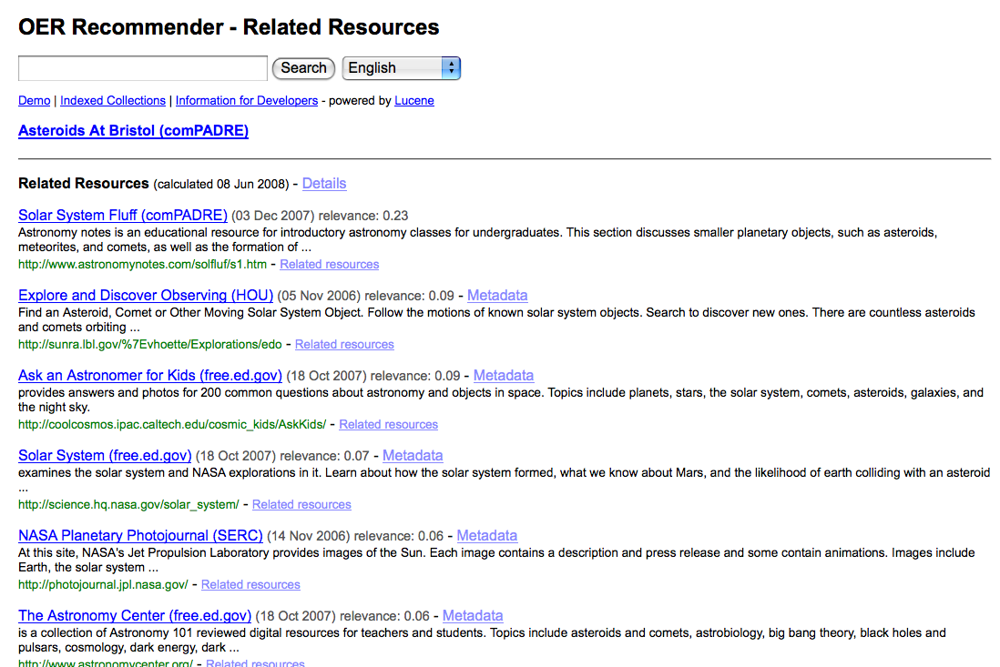 OER Recommender - Related Resources
Search English
Demo | Indexed Collections | Information for Developers - powered by Lucene
Asteroids At Bristol (comPADRE)
Related Resources (calculated 08 Jun 2008) - Details
Solar System Fluff (comPADRE) (03 Dec 2007) relevance: 0.23
Astronomy notes is an educational resource for introductory astronomy classes for undergraduates. This section discusses smaller planetary objects, such as asteroids,
meteorites, and comets, as well as the formation of ...
http://www.astronomynotes.com/solfluf/s1.htm - Related resources
Explore and Discover Observing (HOU) (05 Nov 2006) relevance: 0.09 - Metadata
Find an Asteroid, Comet or Other Moving Solar System Object. Follow the motions of known solar system objects. Search to discover new ones. There are countless asteroids
and comets orbiting ...
http://sunra.lbl.gov/%7Evhoette/Explorations/edo - Related resources
Ask an Astronomer for Kids (free.ed.gov) (18 Oct 2007) relevance: 0.09 - Metadata
provides answers and photos for 200 common questions about astronomy and objects in space. Topics include planets, stars, the solar system, comets, asteroids, galaxies, and
the night sky.
http://coolcosmos.ipac.caltech.edu/cosmic_kids/AskKids/ - Related resources
Solar System (free.ed.gov) (18 Oct 2007) relevance: 0.07 - Metadata
examines the solar system and NASA explorations in it. Learn about how the solar system formed, what we know about Mars, and the likelihood of earth colliding with an asteroid
...
http://science.hq.nasa.gov/solar_system/ - Related resources
NASA Planetary Photojournal (SERC) (14 Nov 2006) relevance: 0.06 - Metadata
At this site, NASA's Jet Propulsion Laboratory provides images of the Sun. Each image contains a description and press release and some contain animations. Images include
Earth, the solar system ...
http://photojournal.jpl.nasa.gov/ - Related resources
The Astronomy Center (free.ed.gov) (18 Oct 2007) relevance: 0.06 - Metadata
is a collection of Astronomy 101 reviewed digital resources for teachers and students. Topics include asteroids and comets, astrobiology, big bang theory, black holes and
pulsars, cosmology, dark energy, dark ...
http://www.astronomycenter.org/ - Related resources